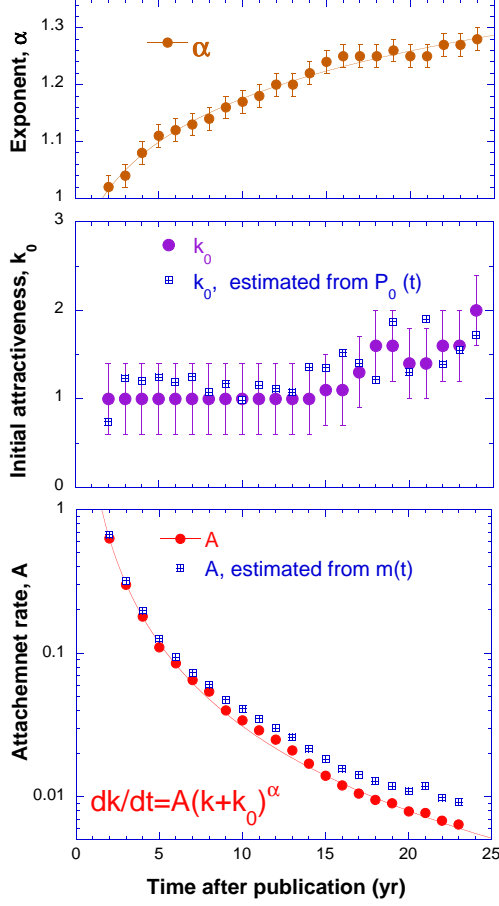 1.3
1.2
1.1
1
Exponent, α
α
3
2
1
0
Initial attractiveness, k₀
k₀
k₀, estimated from P₀ (t)
1
0.1
0.01
Attachemnet rate, A
A
A, estimated from m(t)
dk/dt=A(k+k₀)^α
0 5 10 15 20 25
Time after publication (yr)